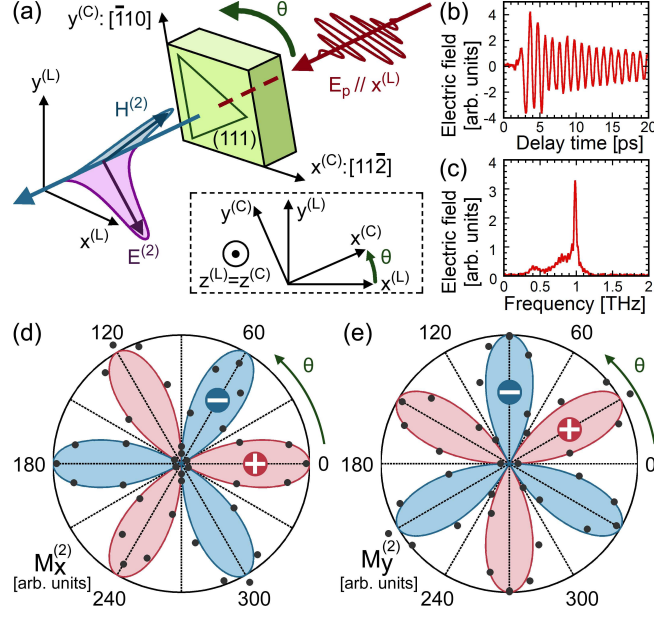 (a)
y(C): [1̄10]
θ
y(L)
H(2)
Ep // x(L)
(111)
x(C):[112̄]
x(L)
E(2)
y(C)
y(L)
x(C)
θ
z(L)=z(C)
x(L)
(b)
Electric field
[arb. units]
4
2
0
-2
-4
0 5 10 15 20
Delay time [ps]
(c)
Electric field
[arb. units]
4
3
2
1
0
0 0.5 1 1.5 2
Frequency [THz]
(d)
120
60
θ
−
+
180
0
Mx(2)
[arb. units]
240
300
(e)
120
60
θ
−
+
180
0
My(2)
[arb. units]
240
300